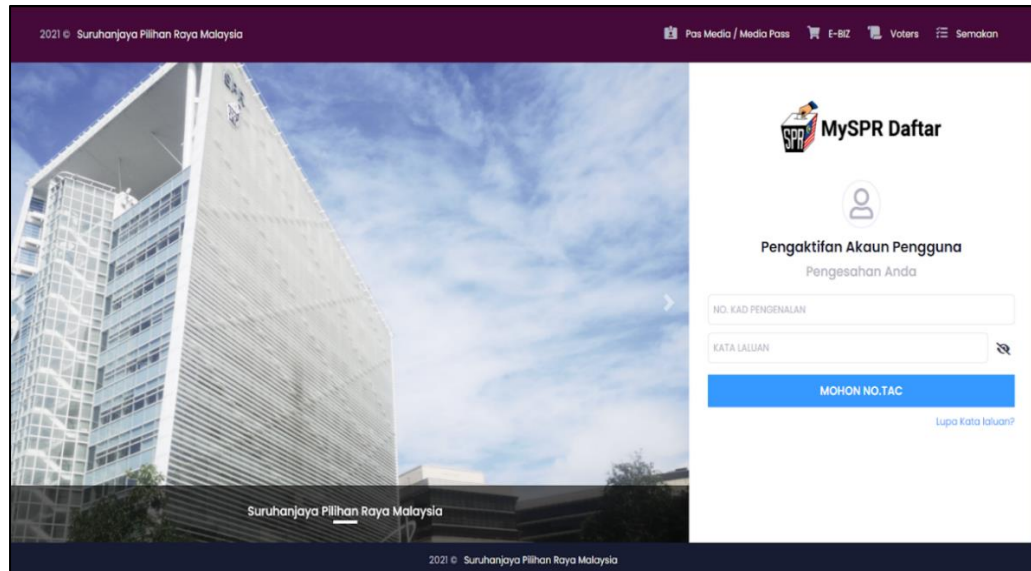 2021 © Suruhanjaya Pilihan Raya Malaysia
Pas Media / Media Pass E-BIZ Voters Semakan
SPR
SPR MySPR Daftar
Pengaktifan Akaun Pengguna
Pengesahan Anda
NO. KAD PENGENALAN
KATA LALUAN
MOHON NO.TAC
Lupa Kata laluan?
Suruhanjaya Pilihan Raya Malaysia
2021 © Suruhanjaya Pilihan Raya Malaysia